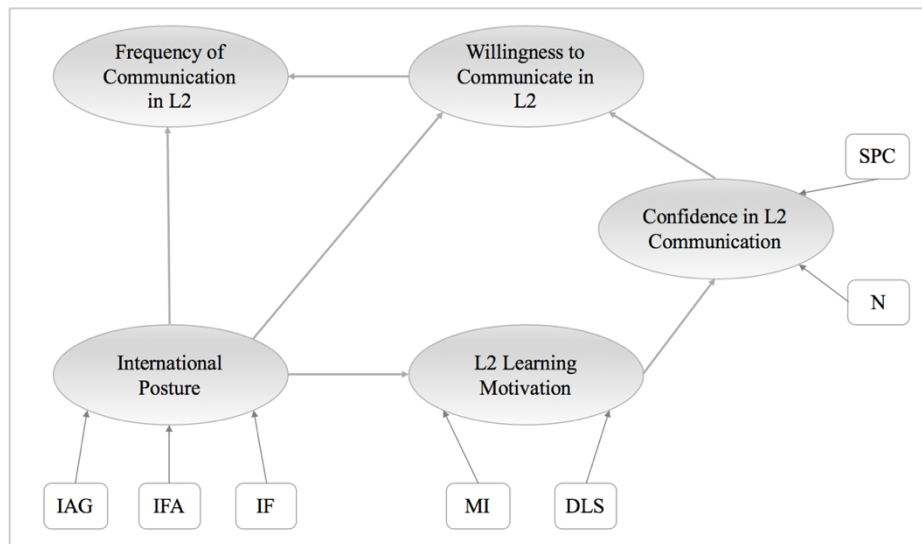 Frequency of
Communication
in L2
Willingness to
Communicate in
L2
SPC
Confidence in L2
Communication
N
International
Posture
L2 Learning
Motivation
IAG
IFA
IF
MI
DLS